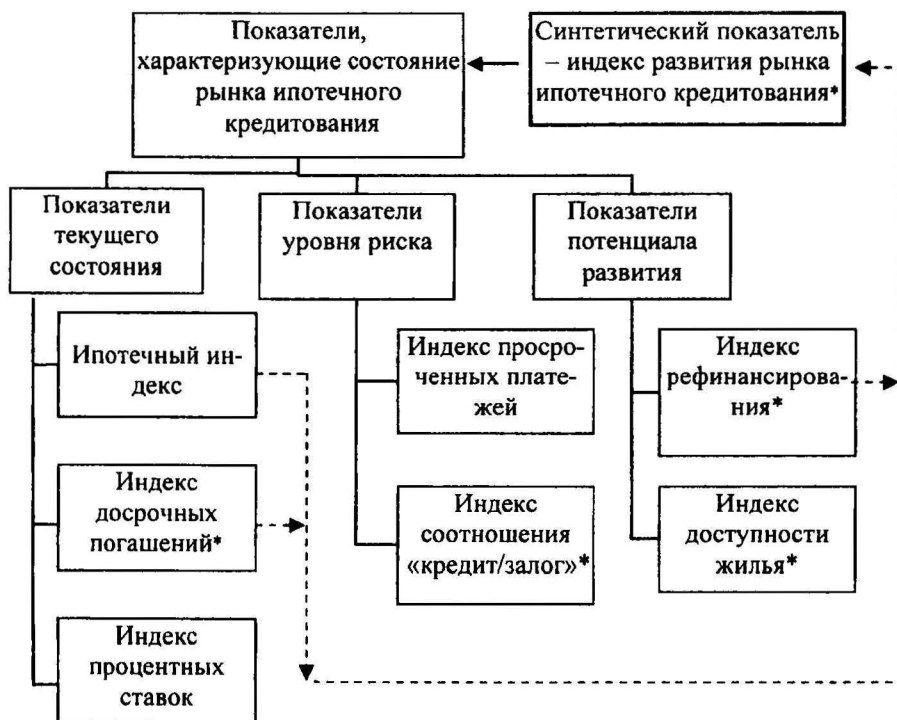 Показатели,
характеризующие состояние
рынка ипотечного
кредитования
Синтетический показатель
– индекс развития рынка
ипотечного кредитования*
Показатели
текущего
состояния
Показатели
уровня риска
Показатели
потенциала
развития
Ипотечный ин-
декс
Индекс просро-
ченных плате-
жей
Индекс
рефинансирова-
ния*
Индекс
досрочных
погашений*
Индекс
соотношения
«кредит/залог»*
Индекс
доступности
жилья*
Индекс
процентных
ставок